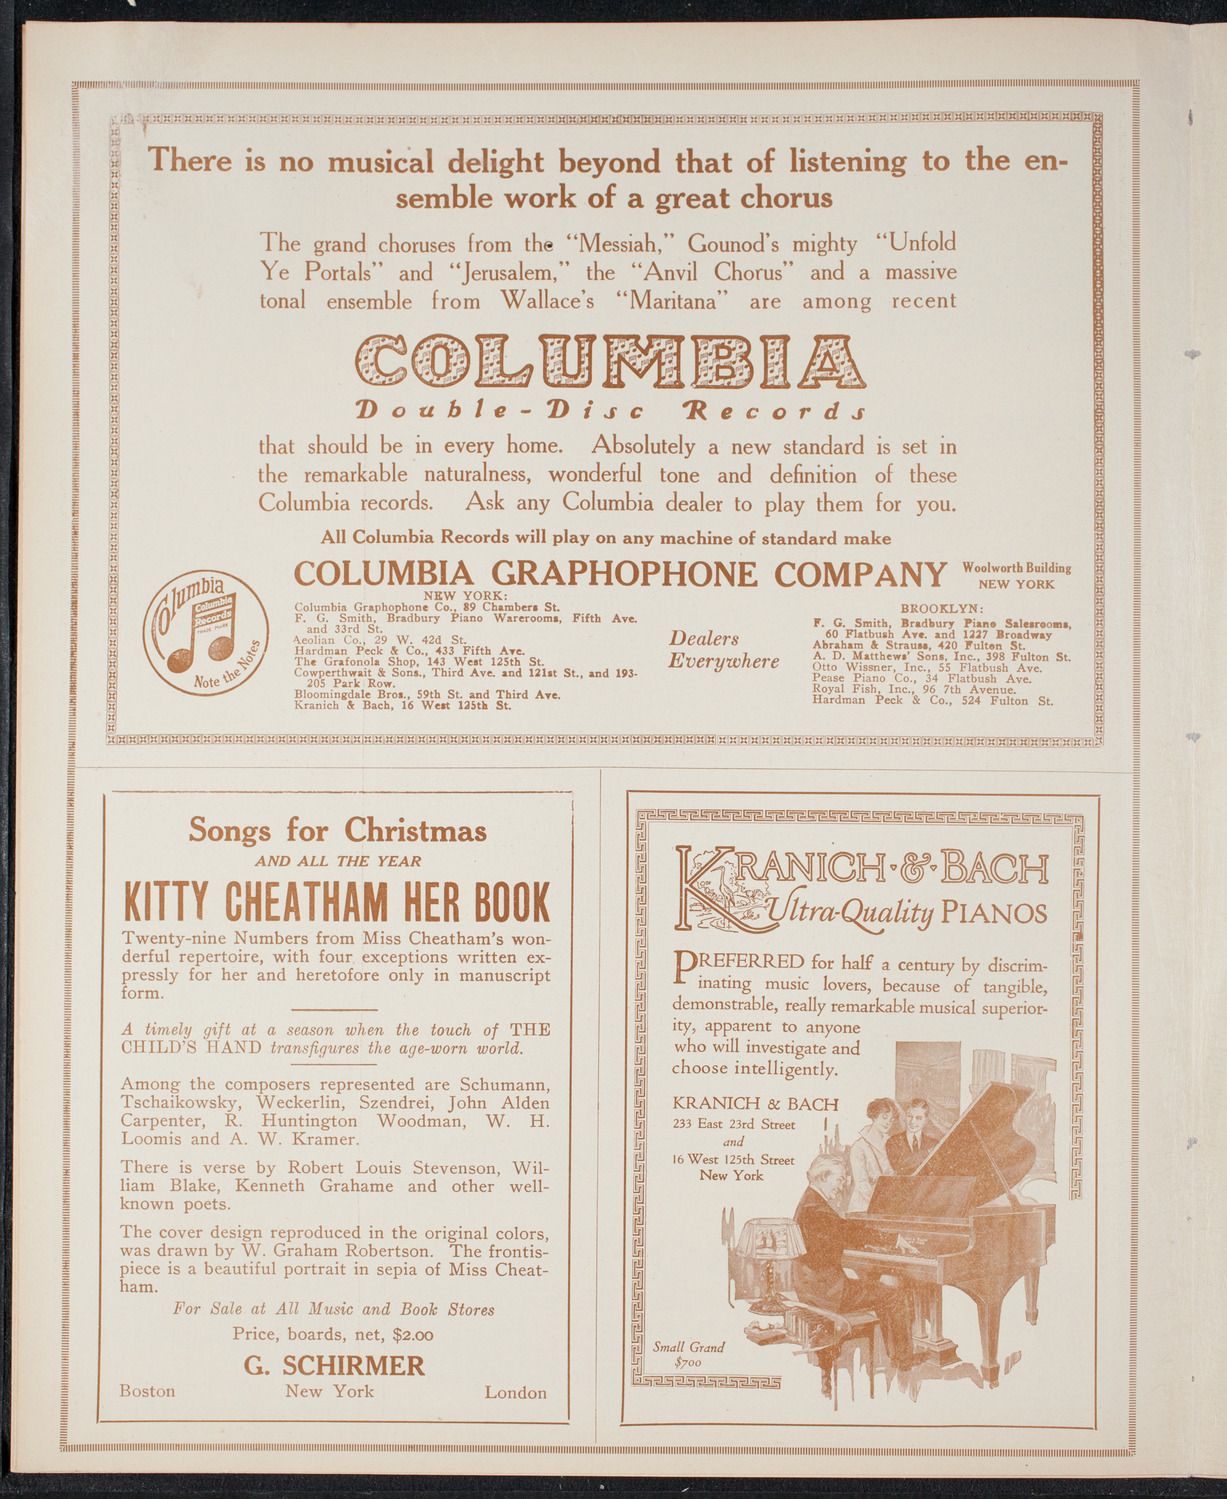 There is no musical delight beyond that of listening to the en-
semble work of a great chorus
The grand choruses from the “Messiah,” Gounod's mighty “Unfold
Ye Portals” and “Jerusalem,” the “Anvil Chorus” and a massive
tonal ensemble from Wallace's “Maritana” are among recent
COLUMBIA
Double-Disc Records
that should be in every home. Absolutely a new standard is set in
the remarkable naturalness, wonderful tone and definition of these
Columbia records. Ask any Columbia dealer to play them for you.
All Columbia Records will play on any machine of standard make
Columbia
Columbia
Records
TRADE MARK
Note the Notes
COLUMBIA GRAPHOPHONE COMPANY
Woolworth Building
NEW YORK
NEW YORK:
Columbia Graphophone Co., 89 Chambers St.
F. G. Smith, Bradbury Piano Warerooms, Fifth Ave.
and 33rd St.
Aeolian Co., 29 W. 42d St.
Hardman Peck & Co., 433 Fifth Ave.
The Grafonola Shop, 143 West 125th St.
Cowperthwait & Sons., Third Ave. and 121st St., and 193-
205 Park Row.
Bloomingdale Bros., 59th St. and Third Ave.
Kranich & Bach, 16 West 125th St.
Dealers
Everywhere
BROOKLYN:
F. G. Smith, Bradbury Piano Salesrooms,
60 Flatbush Ave. and 1227 Broadway
Abraham & Strauss, 420 Fulton St.
A. D. Matthews' Sons, Inc., 398 Fulton St.
Otto Wissner, Inc., 55 Flatbush Ave.
Pease Piano Co., 34 Flatbush Ave.
Royal Fish, Inc., 96 7th Avenue.
Hardman Peck & Co., 524 Fulton St.
Songs for Christmas
AND ALL THE YEAR
KITTY CHEATHAM HER BOOK
Twenty-nine Numbers from Miss Cheatham's won-
derful repertoire, with four exceptions written ex-
pressly for her and heretofore only in manuscript
form.
A timely gift at a season when the touch of THE
CHILD'S HAND transfigures the age-worn world.
Among the composers represented are Schumann,
Tschaikowsky, Weckerlin, Szendrei, John Alden
Carpenter, R. Huntington Woodman, W. H.
Loomis and A. W. Kramer.
There is verse by Robert Louis Stevenson, Wil-
liam Blake, Kenneth Grahame and other well-
known poets.
The cover design reproduced in the original colors,
was drawn by W. Graham Robertson. The frontis-
piece is a beautiful portrait in sepia of Miss Cheat-
ham.
For Sale at All Music and Book Stores
Price, boards, net, $2.00
G. SCHIRMER
Boston New York London
KRANICH & BACH
Ultra-Quality PIANOS
PREFERRED for half a century by discrim-
inating music lovers, because of tangible,
demonstrable, really remarkable musical superior-
ity, apparent to anyone
who will investigate and
choose intelligently.
KRANICH & BACH
233 East 23rd Street
and
16 West 125th Street
New York
Small Grand
$700